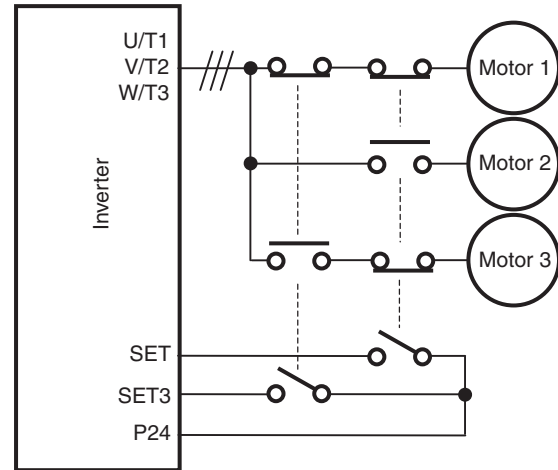 U/T1
V/T2
W/T3
Motor 1
Motor 2
Motor 3
Inverter
SET
SET3
P24